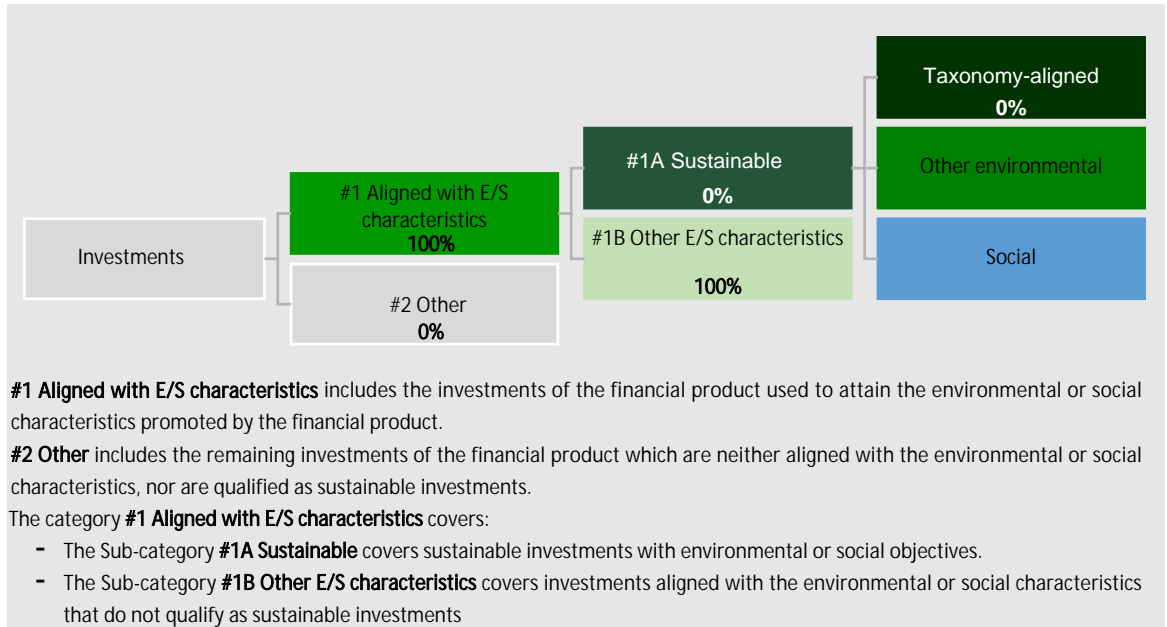 Taxonomy-aligned
0%
#1A Sustainable
0%
Other environmental
#1 Aligned with E/S
characteristics
100%
#1B Other E/S characteristics
100%
Investments
Social
#2 Other
0%
#1 Aligned with E/S characteristics includes the investments of the financial product used to attain the environmental or social
characteristics promoted by the financial product.
#2 Other includes the remaining investments of the financial product which are neither aligned with the environmental or social
characteristics, nor are qualified as sustainable investments.
The category #1 Aligned with E/S characteristics covers:
- The Sub-category #1A Sustainable covers sustainable investments with environmental or social objectives.
- The Sub-category #1B Other E/S characteristics covers investments aligned with the environmental or social characteristics
that do not qualify as sustainable investments